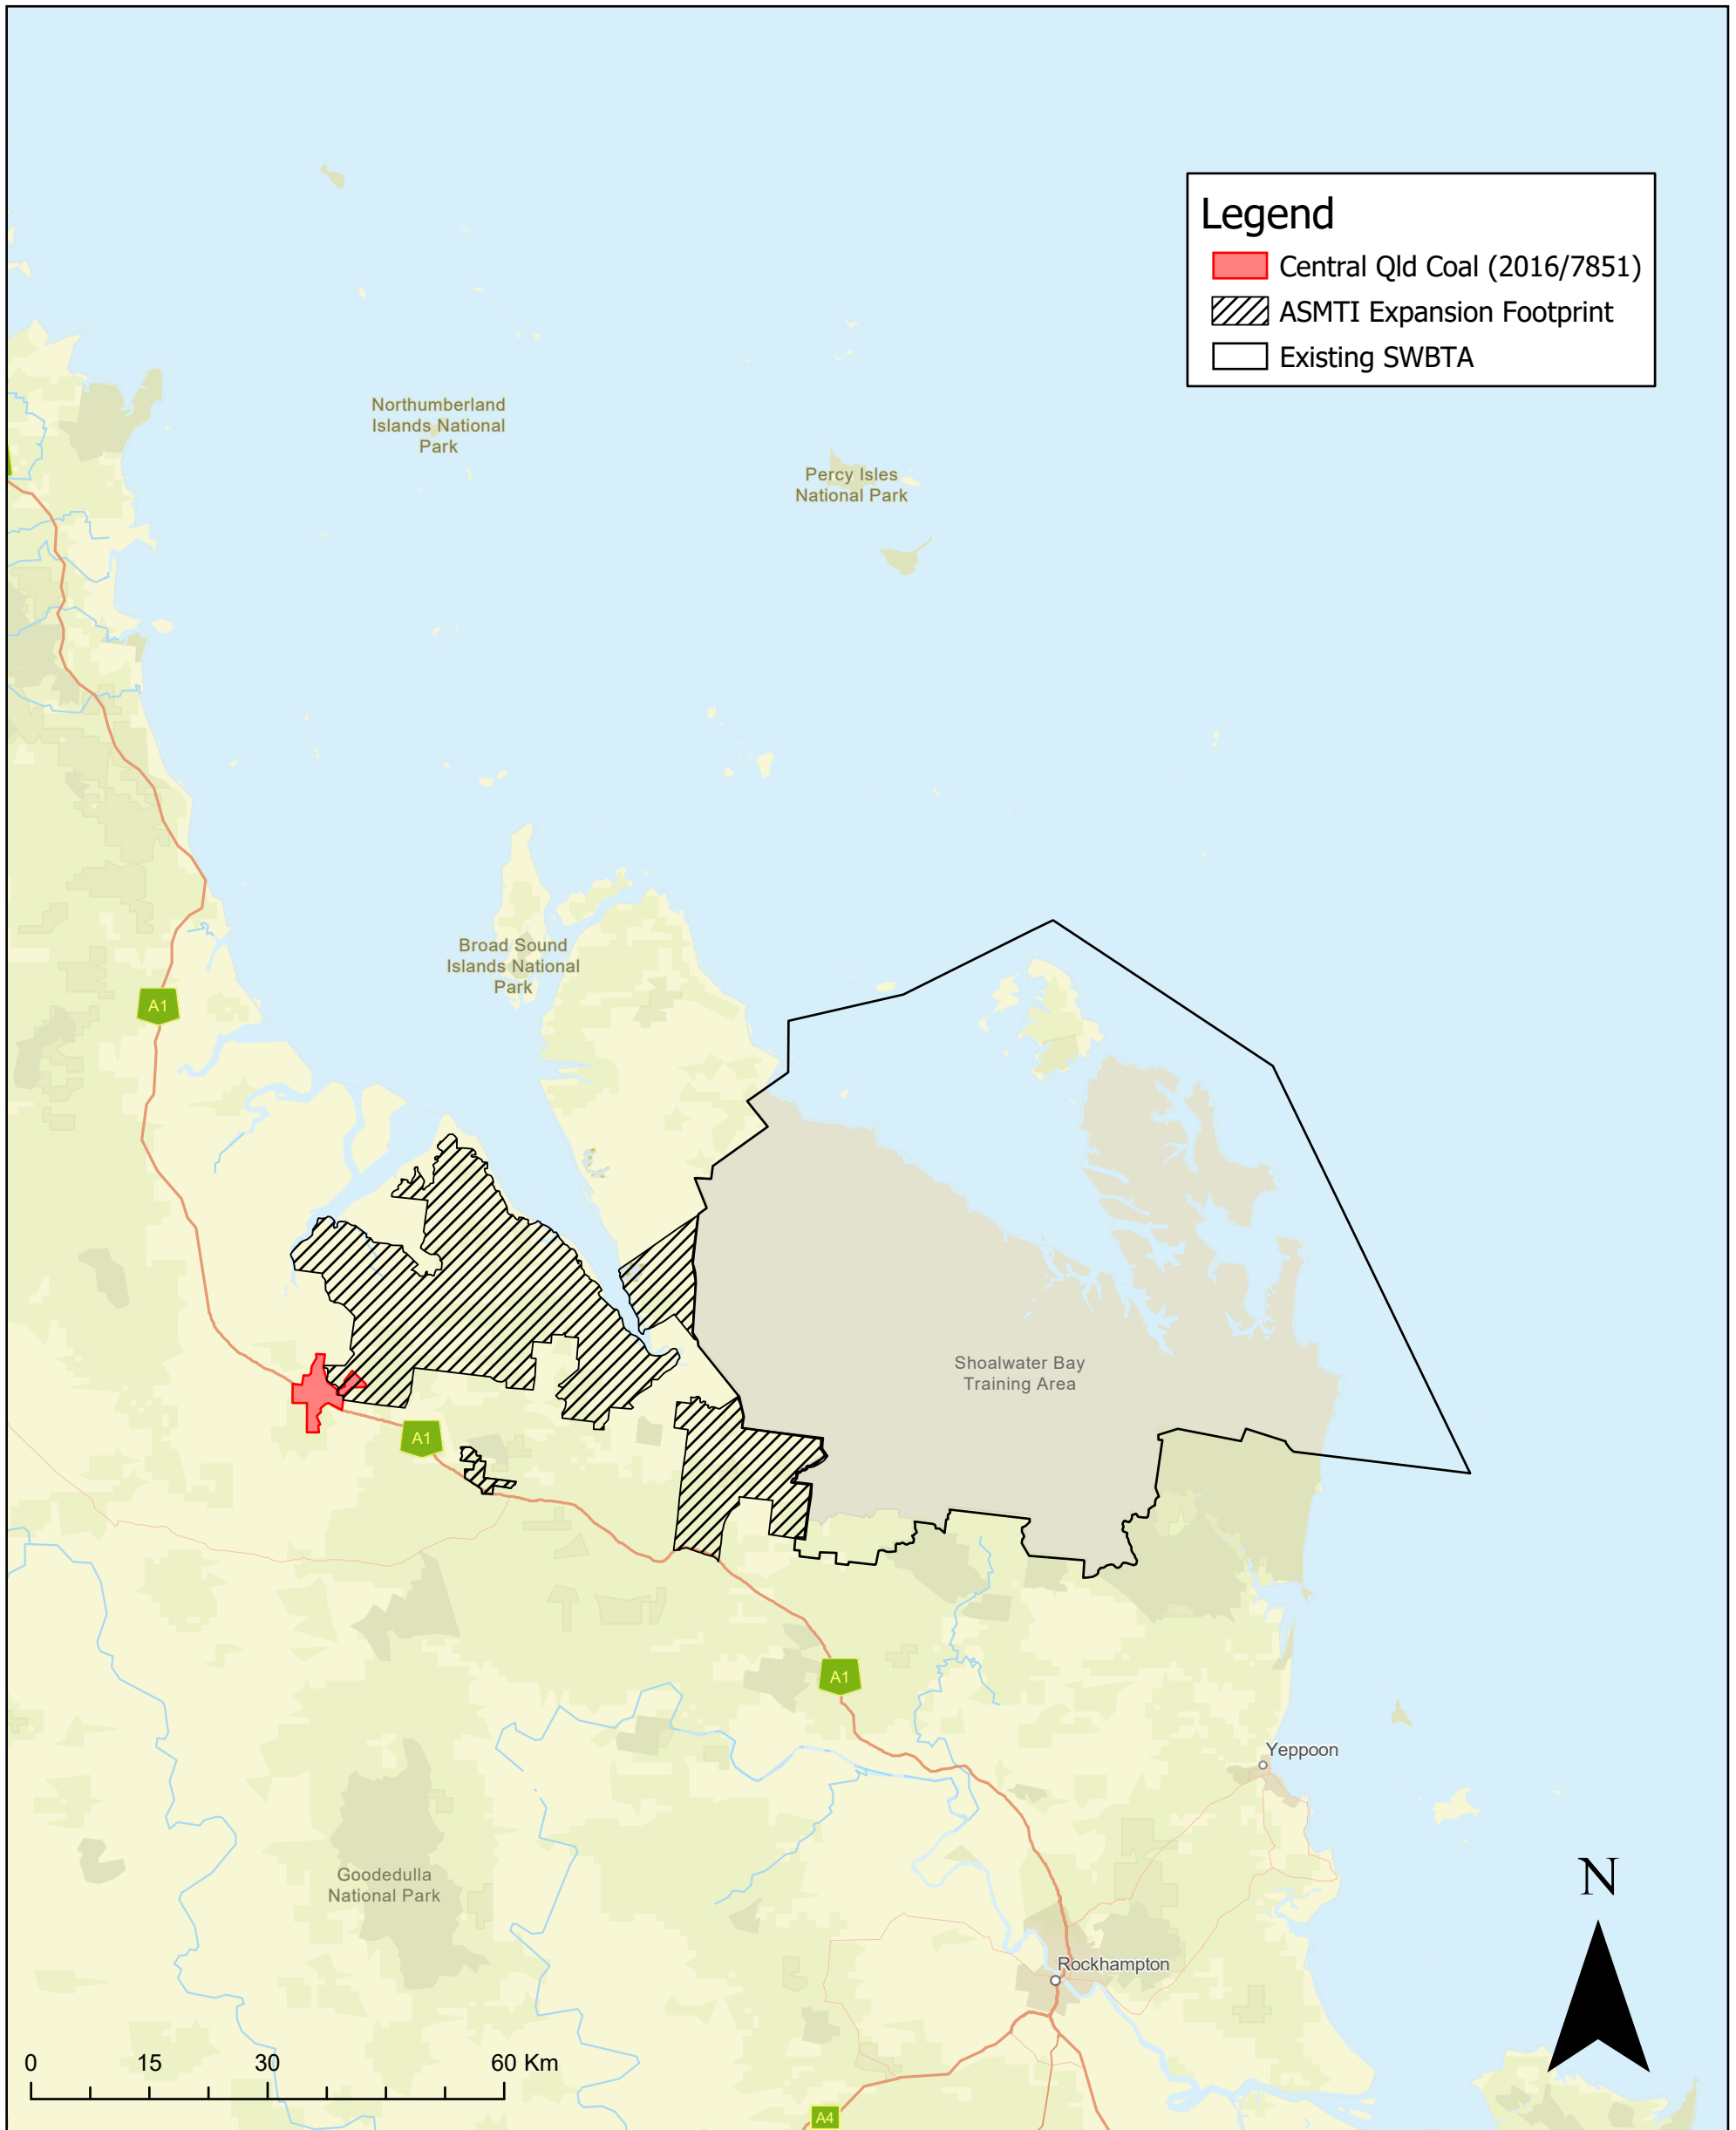 Legend
Central Qld Coal (2016/7851)
ASMTI Expansion Footprint
Existing SWBTA
Northumberland
Islands National
Park
Percy Isles
National Park
Broad Sound
Islands National
Park
A1
Shoalwater Bay
Training Area
A1
A1
Yeppoon
Goodedulla
National Park
N
Rockhampton
0 15 30 60 Km
A4